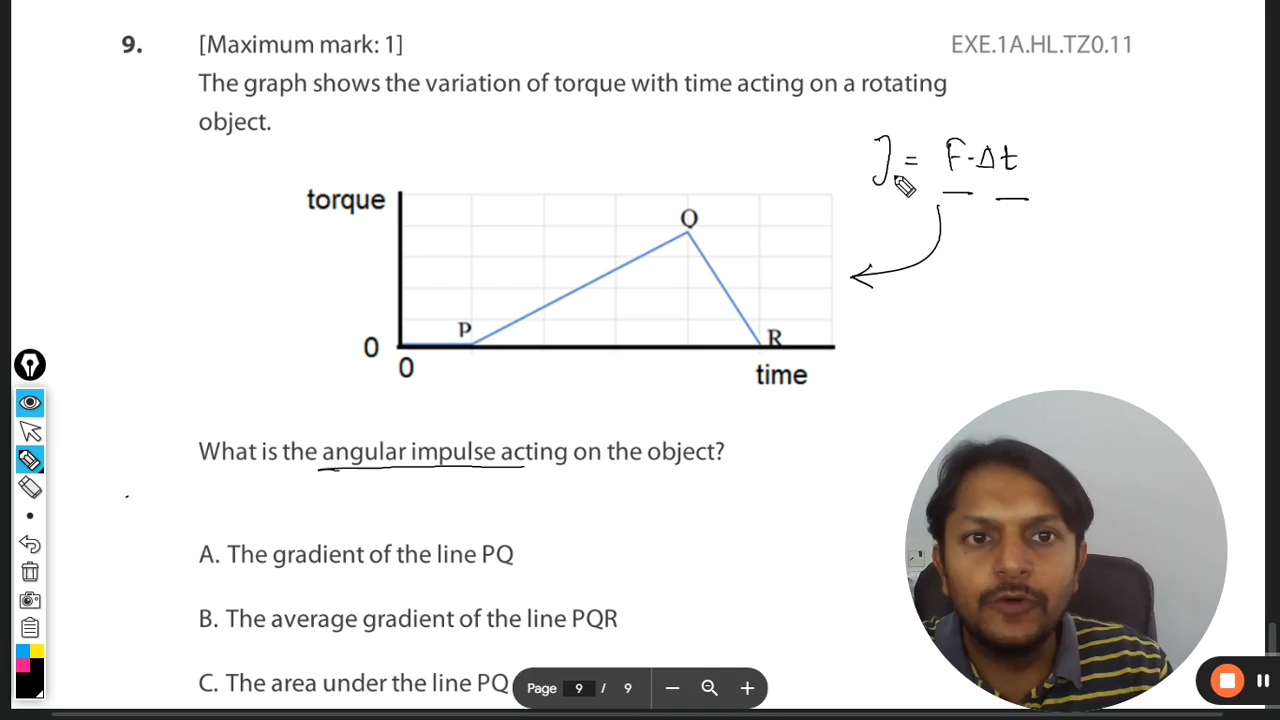 9. [Maximum mark: 1] EXE.1A.HL.TZ0.11
The graph shows the variation of torque with time acting on a rotating
object.
J = F·Δt
torque
Q
P
R
0
0
time
What is the angular impulse acting on the object?
A. The gradient of the line PQ
B. The average gradient of the line PQR
C. The area under the line PQ
Page 9 / 9